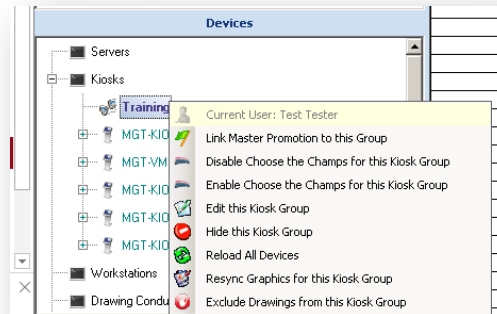 Devices
Servers
Kiosks
Training
MGT-KIO
MGT-VM
MGT-KIO
MGT-KIO
MGT-KIO
Workstations
Drawing Condu
Current User: Test Tester
Link Master Promotion to this Group
Disable Choose the Champs for this Kiosk Group
Enable Choose the Champs for this Kiosk Group
Edit this Kiosk Group
Hide this Kiosk Group
Reload All Devices
Resync Graphics for this Kiosk Group
Exclude Drawings from this Kiosk Group